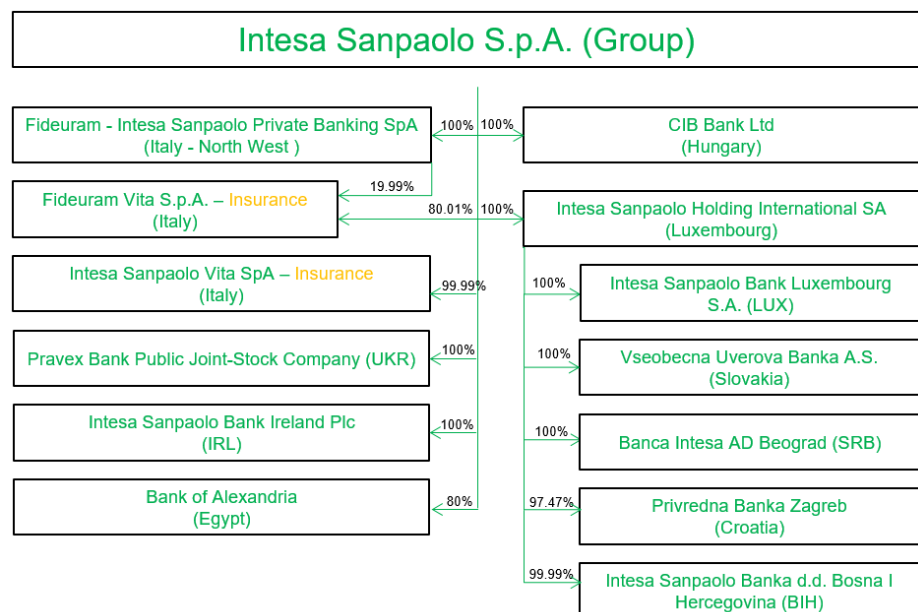 Intesa Sanpaolo S.p.A. (Group)
Fideuram - Intesa Sanpaolo Private Banking SpA
(Italy - North West )
100%
100%
CIB Bank Ltd
(Hungary)
19.99%
Fideuram Vita S.p.A. – Insurance
(Italy)
80.01%
100%
Intesa Sanpaolo Holding International SA
(Luxembourg)
Intesa Sanpaolo Vita SpA – Insurance
(Italy)
99.99%
100%
Intesa Sanpaolo Bank Luxembourg
S.A. (LUX)
Pravex Bank Public Joint-Stock Company (UKR)
100%
100%
Vseobecna Uverova Banka A.S.
(Slovakia)
Intesa Sanpaolo Bank Ireland Plc
(IRL)
100%
100%
Banca Intesa AD Beograd (SRB)
Bank of Alexandria
(Egypt)
80%
97.47%
Privredna Banka Zagreb
(Croatia)
99.99%
Intesa Sanpaolo Banka d.d. Bosna I
Hercegovina (BIH)